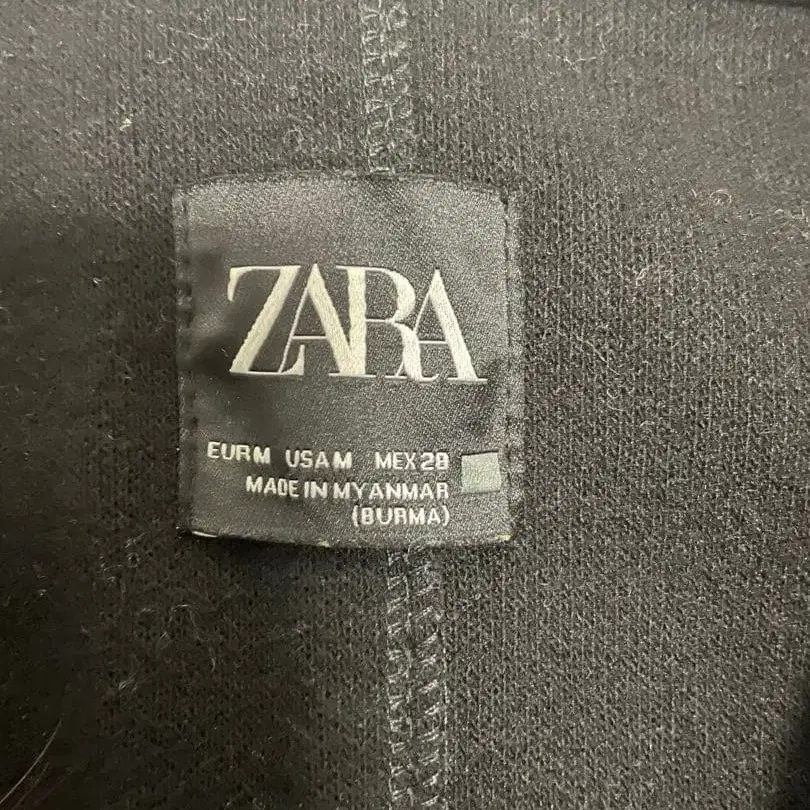 ZARA
EUR M USA M MEX 28
MADE IN MYANMAR
(BURMA)